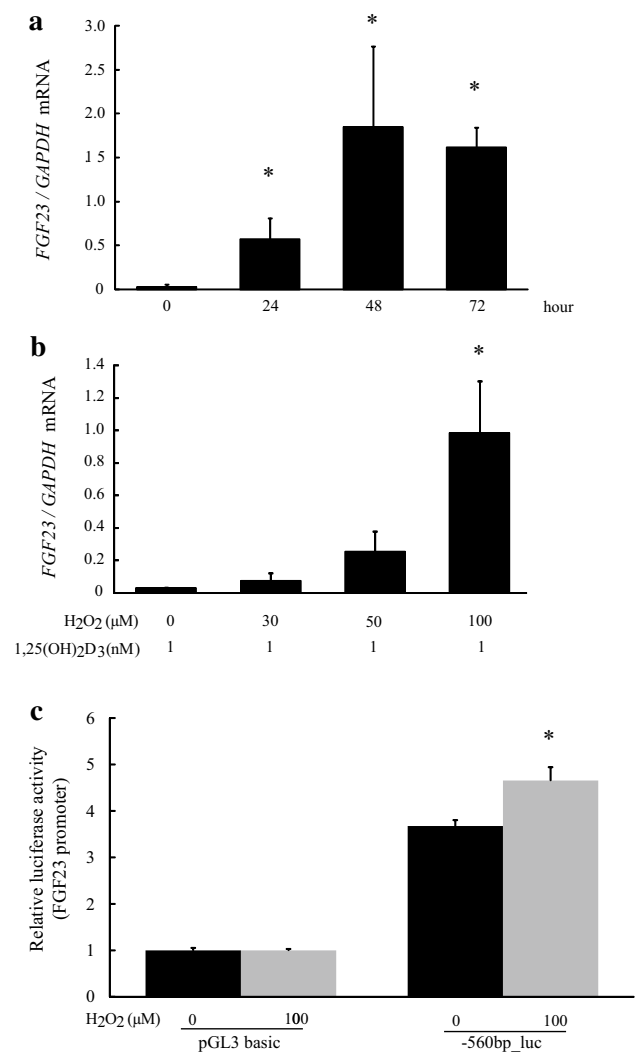 a
FGF23 / GAPDH mRNA
3.0
2.5
2.0
1.5
1.0
0.5
0
*
*
*
0 24 48 72 hour
b
FGF23 / GAPDH mRNA
1.4
1.2
1.0
0.8
0.6
0.4
0.2
0
*
H2O2 (μM) 0 30 50 100
1,25(OH)2D3(nM) 1 1 1 1
c
Relative luciferase activity
(FGF23 promoter)
6
5
4
3
2
1
0
*
H2O2 (μM) 0 100 0 100
pGL3 basic -560bp_luc